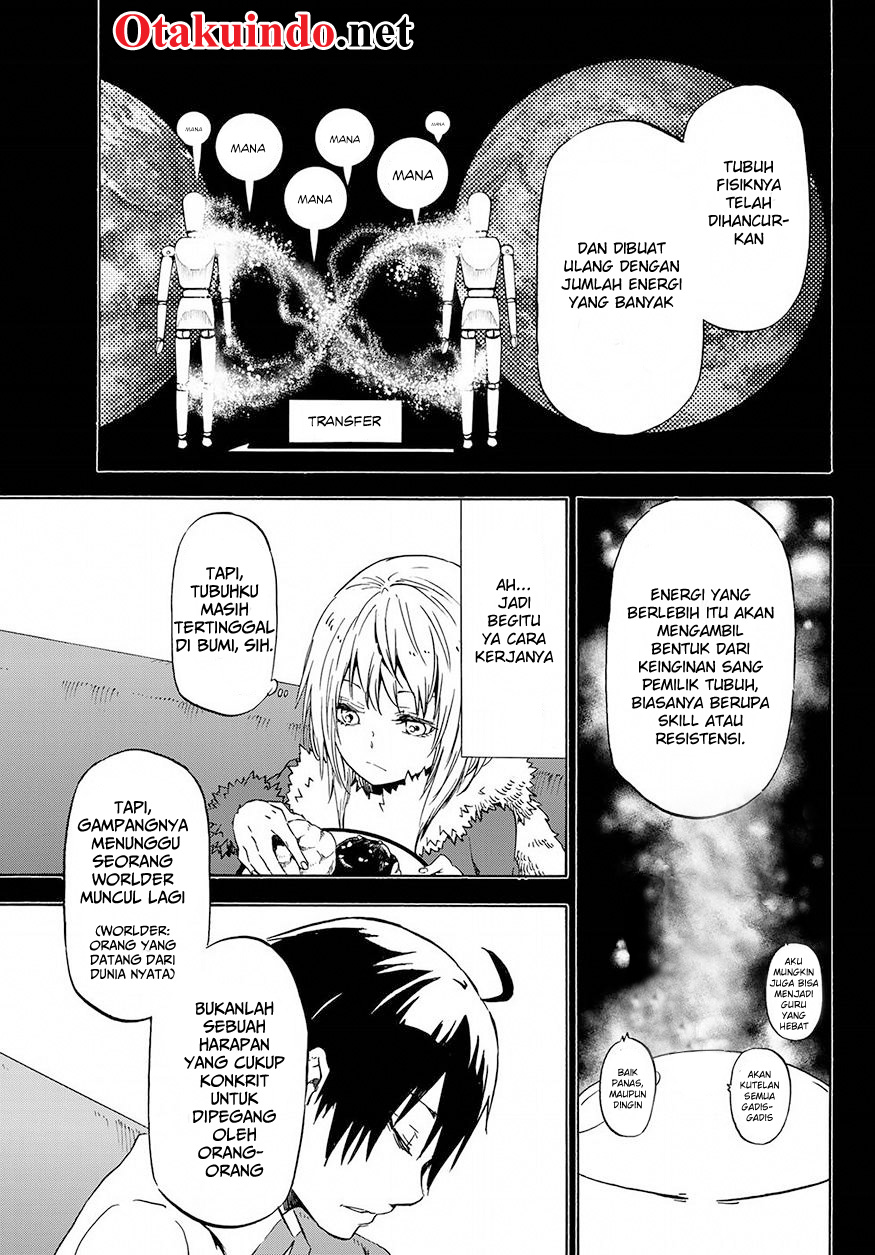 Otakuindo.net
TUBUH
FISIKNYA
TELAH
DIHANCUR-
KAN
DAN DIBUAT
ULANG DENGAN
JUMLAH ENERGI
YANG BANYAK
MANA
MANA
MANA
MANA
MANA
MANA
TRANSFER
ENERGI YANG
BERLEBIH ITU AKAN
MENGAMBIL
BENTUK DARI
KEINGINAN SANG
PEMILIK TUBUH,
BIASANYA BERUPA
SKILL ATAU
RESISTENSI.
AKU
MUNGKIN
JUGA BISA
MENJADI
GURU
YANG
HEBAT
AKAN
KUTELAN
SEMUA
GADIS-
GADIS
BAIK
PANAS,
MAUPUN
DINGIN
AH...
JADI
BEGITU
YA CARA
KERJANYA
TAPI,
TUBUHKU
MASIH
TERTINGGAL
DI BUMI, SIH.
TAPI,
GAMPANGNYA
MENUNGGU
SEORANG
WORLDER
MUNCUL LAGI
(WORLDER:
ORANG YANG
DATANG DARI
DUNIA NYATA)
BUKANLAH
SEBUAH
HARAPAN
YANG CUKUP
KONKRIT
UNTUK
DIPEGANG
OLEH
ORANG-
ORANG